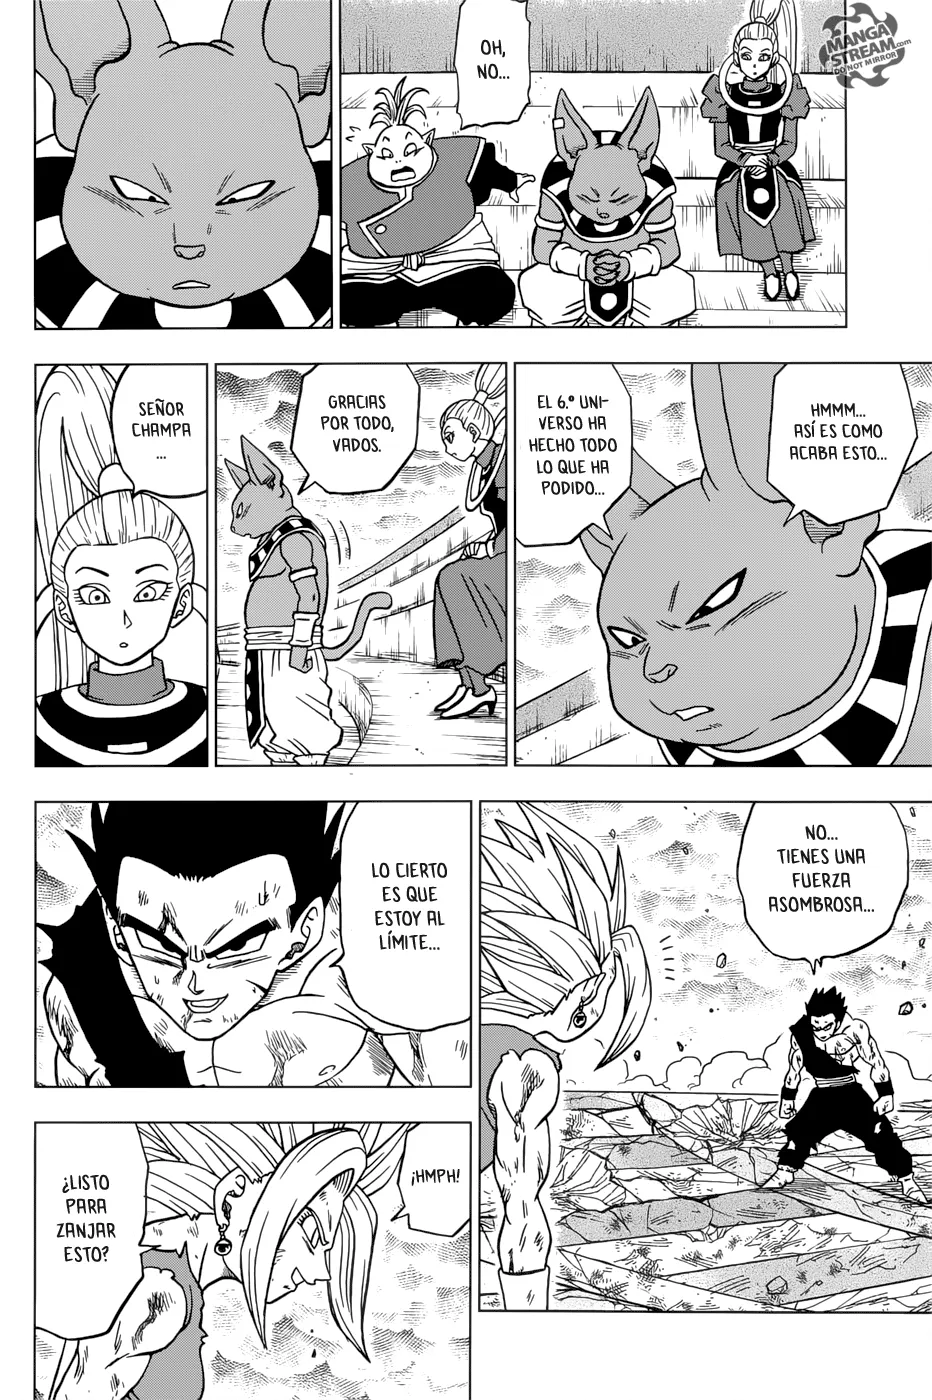 MANGA
STREAM.com
DO NOT MIRROR
OH,
NO...
HMMM...
ASÍ ES COMO
ACABA ESTO...
EL 6.º UNI-
VERSO HA
HECHO TODO
LO QUE HA
PODIDO...
GRACIAS
POR TODO,
VADOS.
SEÑOR
CHAMPA
...
NO...
TIENES UNA
FUERZA
ASOMBROSA...
LO CIERTO
ES QUE
ESTOY AL
LÍMITE...
¡HMPH!
¿LISTO
PARA
ZANJAR
ESTO?